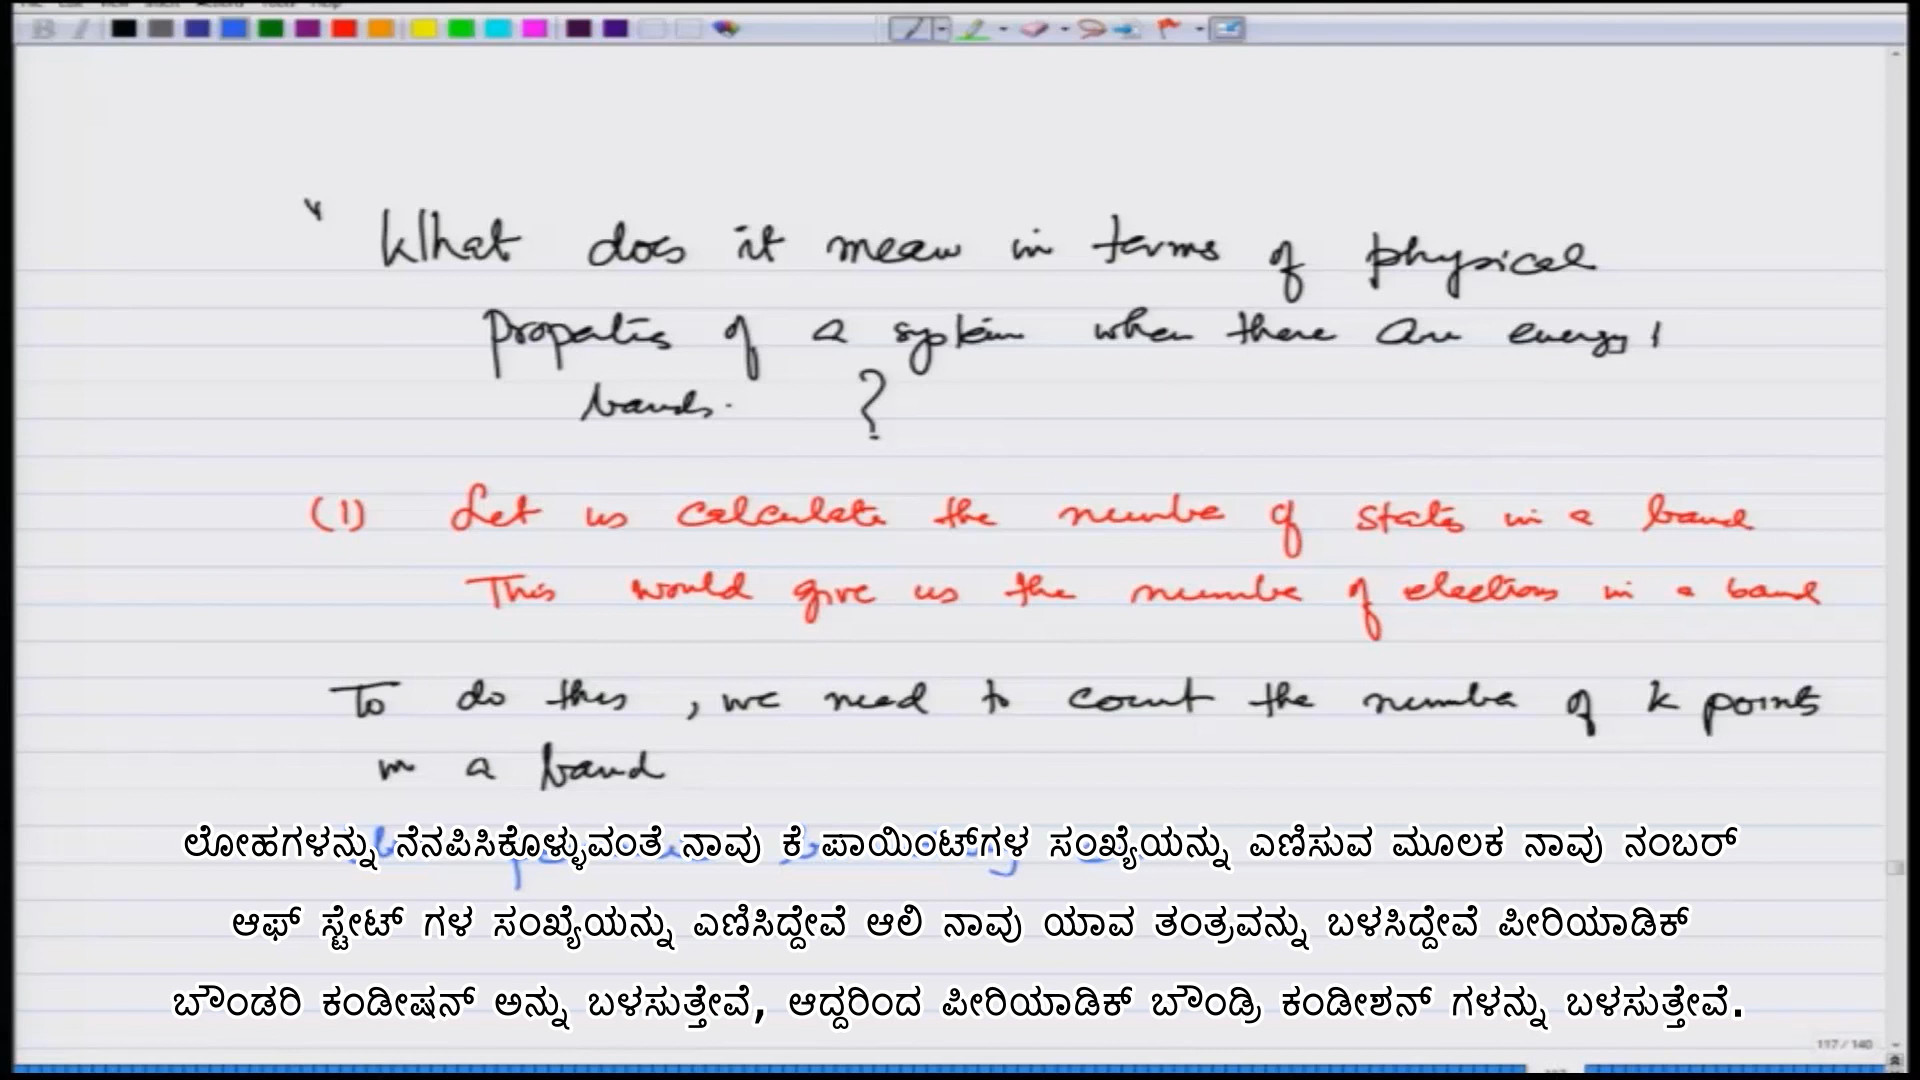 What does it mean in terms of physical
properties of a system when there are energy
bands. ?
(1) Let us calculate the number of states in a band
This would give us the number of electrons in a band
To do this, we need to count the number of k points
in a band
ಲೋಹಗಳನ್ನು ನೆನಪಿಸಿಕೊಳ್ಳುವಂತೆ ನಾವು ಕೆ ಪಾಯಿಂಟ್‌ಗಳ ಸಂಖ್ಯೆಯನ್ನು ಎಣಿಸುವ ಮೂಲಕ ನಾವು ನಂಬರ್
ಆಫ್ ಸ್ಟೇಟ್ ಗಳ ಸಂಖ್ಯೆಯನ್ನು ಎಣಿಸಿದ್ದೇವೆ ಆಲಿ ನಾವು ಯಾವ ತಂತ್ರವನ್ನು ಬಳಸಿದ್ದೇವೆ ಪೀರಿಯಾಡಿಕ್
ಬೌಂಡರಿ ಕಂಡೀಷನ್ ಅನ್ನು ಬಳಸುತ್ತೇವೆ, ಆದ್ದರಿಂದ ಪೀರಿಯಾಡಿಕ್ ಬೌಂಡ್ರಿ ಕಂಡೀಶನ್ ಗಳನ್ನು ಬಳಸುತ್ತೇವೆ.
117 / 140